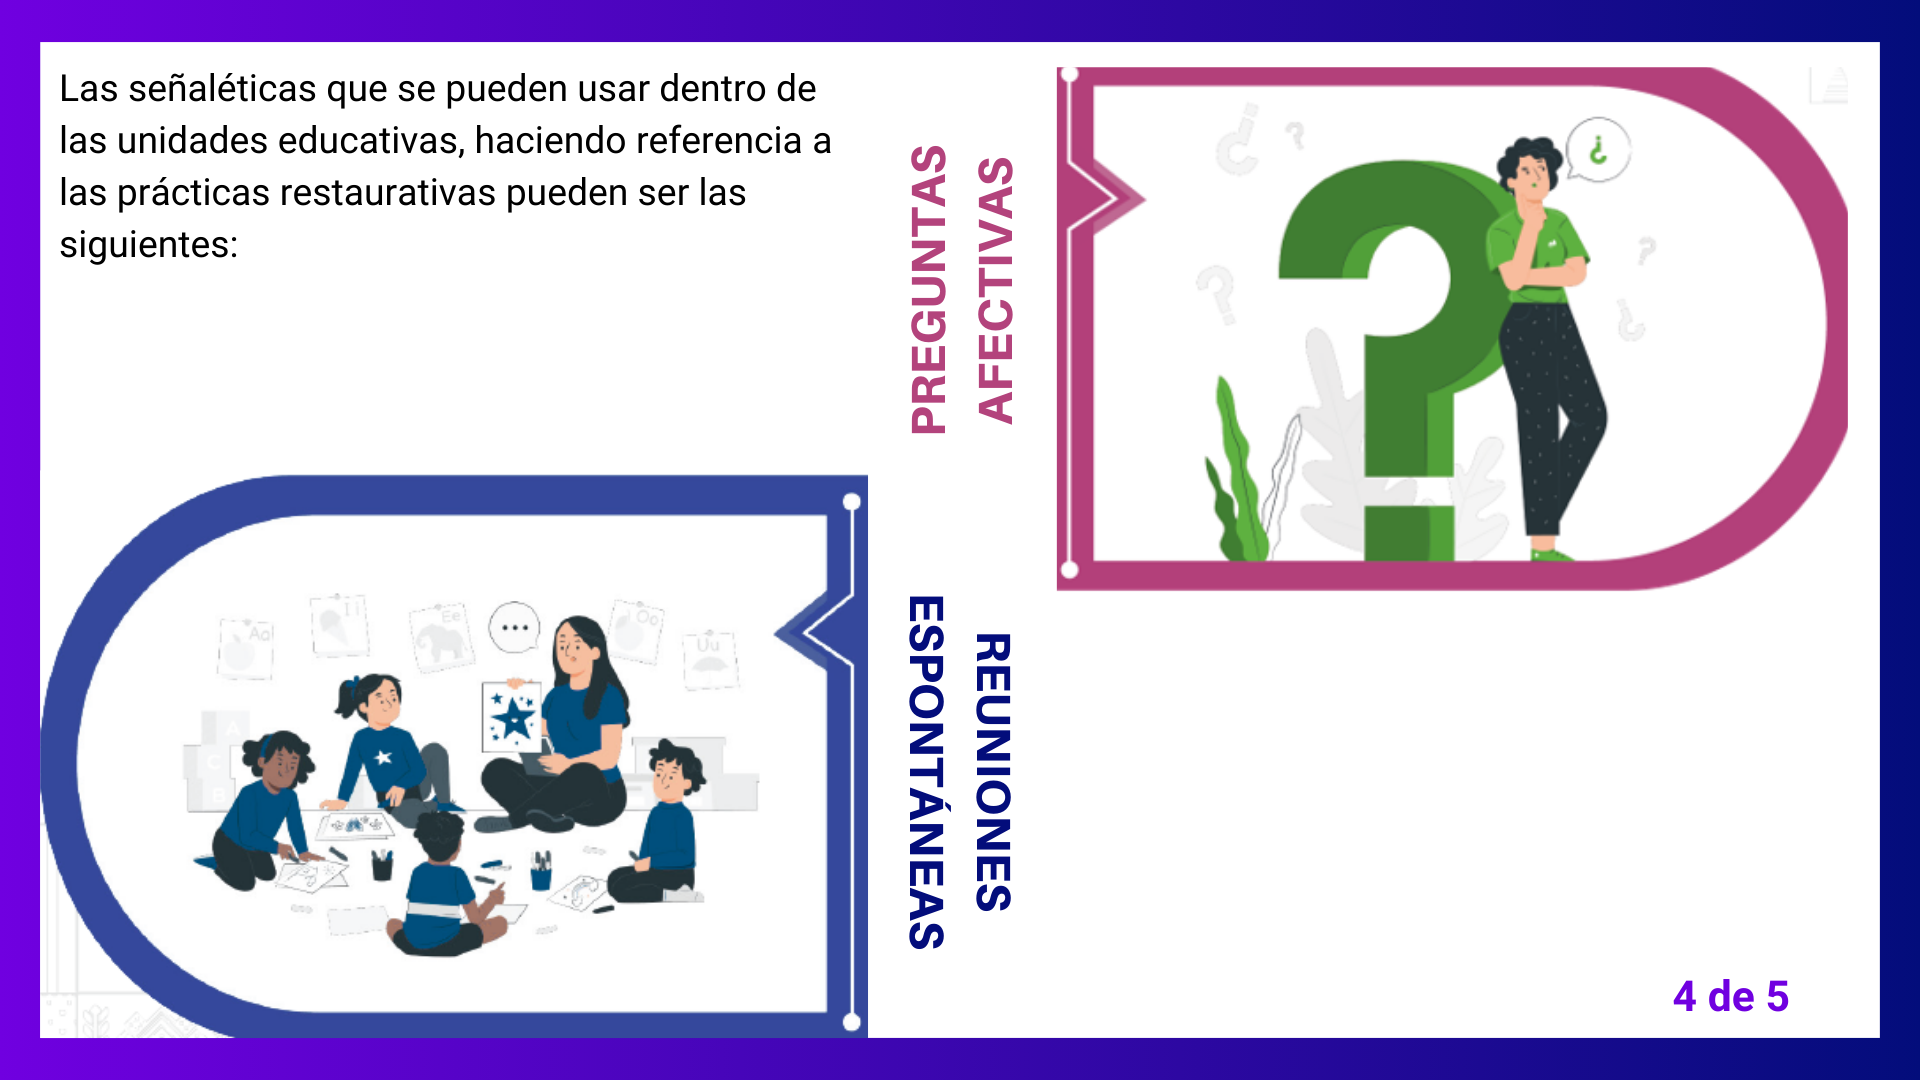 Las señaléticas que se pueden usar dentro de
las unidades educativas, haciendo referencia a
las prácticas restaurativas pueden ser las
siguientes:
PREGUNTAS
AFECTIVAS
?
?
?
?
¿
¿
¿
REUNIONES
ESPONTÁNEAS
Aa
Ii
Ee
Oo
Uu
A
C
B
4 de 5